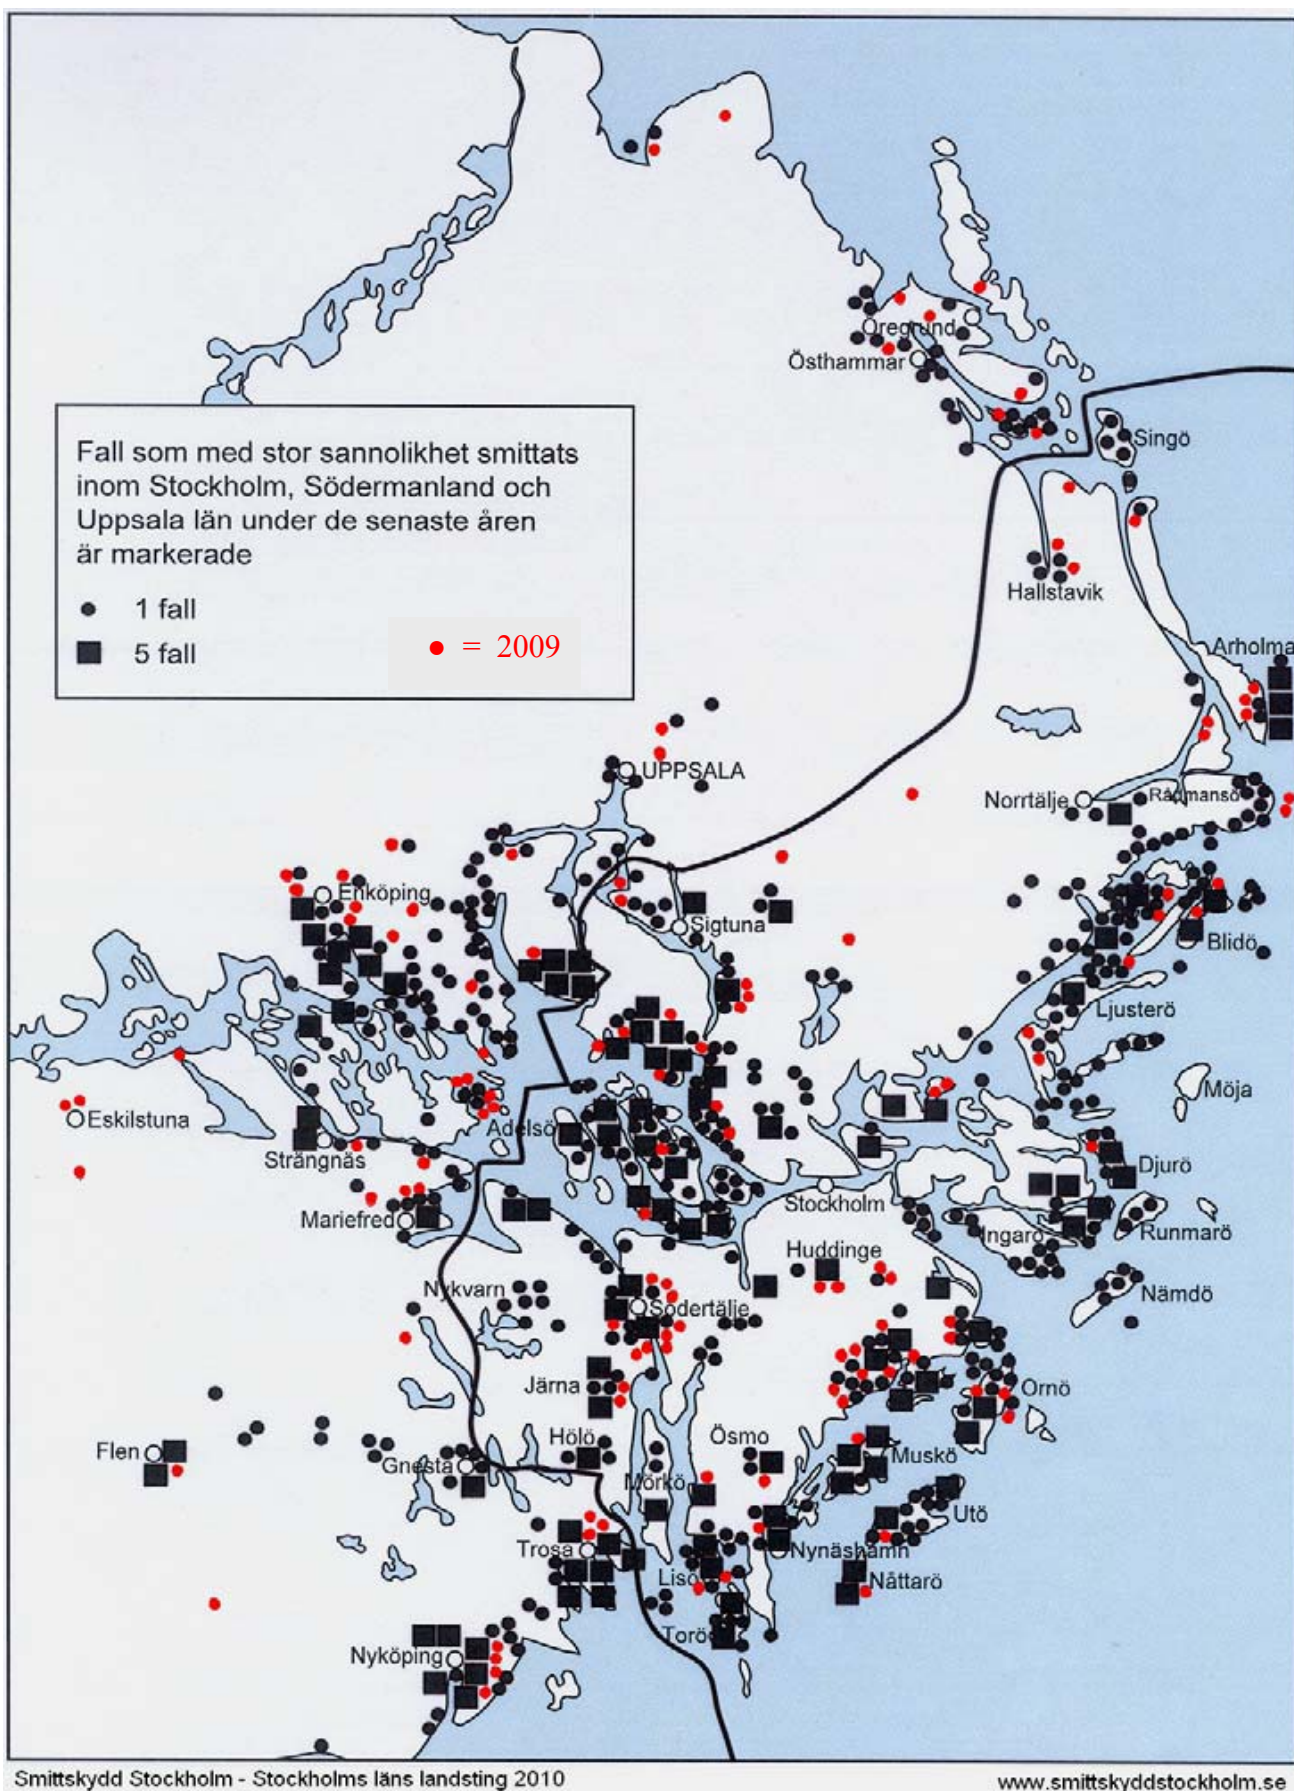 Öregrund
Östhammar
Singö
Fall som med stor sannolikhet smittats
inom Stockholm, Södermanland och
Uppsala län under de senaste åren
är markerade
1 fall
5 fall
= 2009
Hallstavik
Arholma
UPPSALA
Norrtälje
Rådmansö
Enköping
Sigtuna
Blidö
Ljusterö
Möja
Eskilstuna
Adelsö
Strängnäs
Djurö
Stockholm
Mariefred
Ingarö
Runmarö
Huddinge
Nykvarn
Nämdö
Södertälje
Järna
Ornö
Flen
Gnesta
Hölö
Ösmo
Muskö
Mörkö
Utö
Trosa
Nynäshamn
Lisö
Nåttarö
Torö
Nyköping
Smittskydd Stockholm - Stockholms läns landsting 2010
www.smittskyddstockholm.se